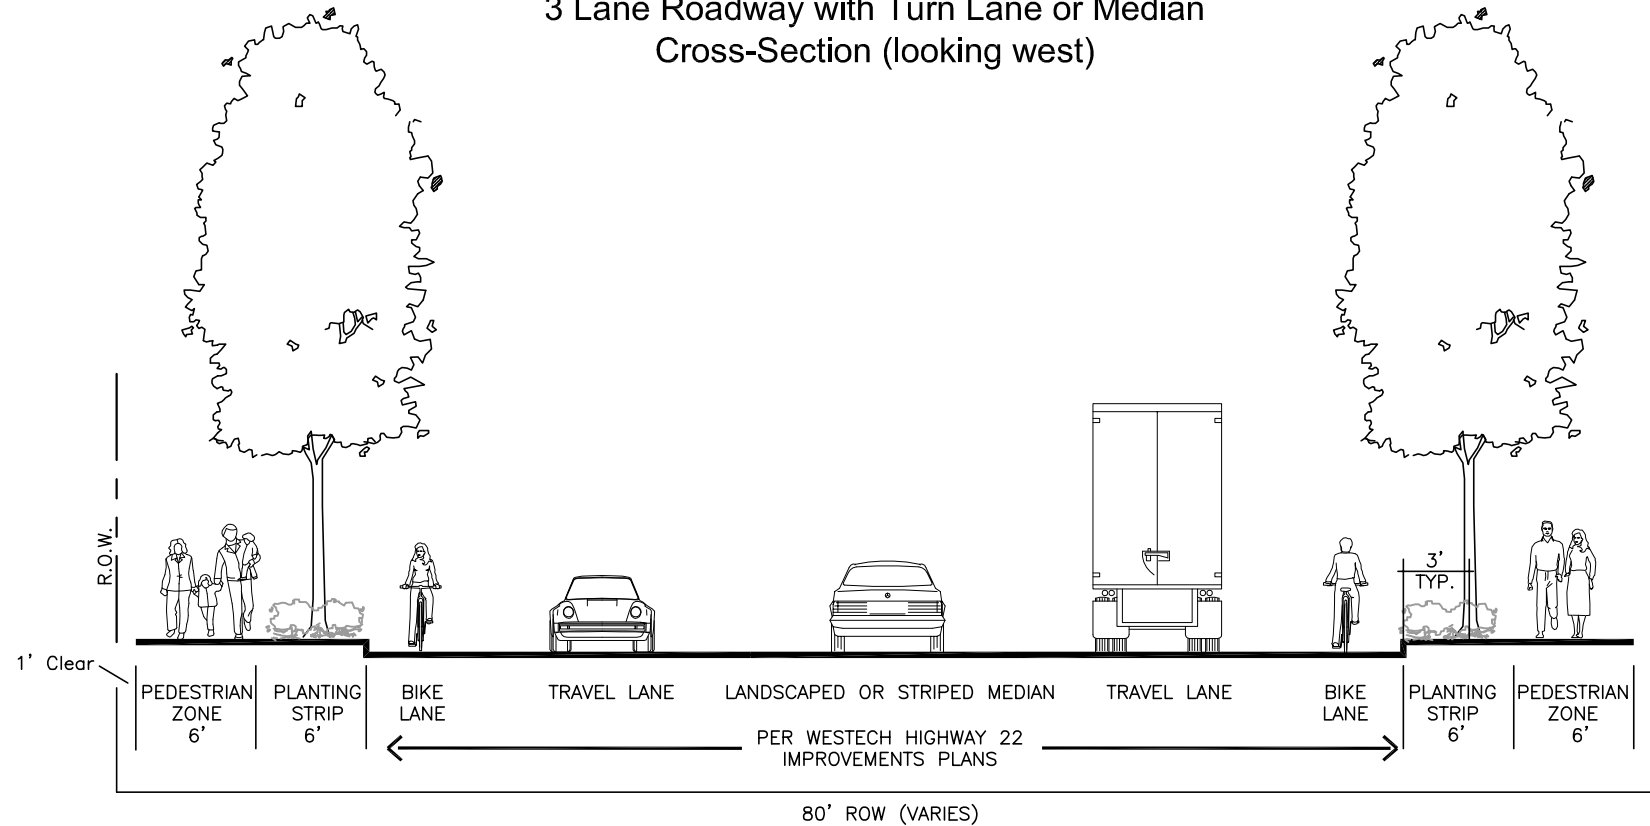 3 Lane Roadway with Turn Lane or Median
Cross-Section (looking west)
R.O.W.
3'
TYP.
1' Clear
PEDESTRIAN
ZONE
6'
PLANTING
STRIP
6'
BIKE
LANE
TRAVEL LANE
LANDSCAPED OR STRIPED MEDIAN
TRAVEL LANE
BIKE
LANE
PLANTING
STRIP
6'
PEDESTRIAN
ZONE
6'
PER WESTECH HIGHWAY 22
IMPROVEMENTS PLANS
80' ROW (VARIES)